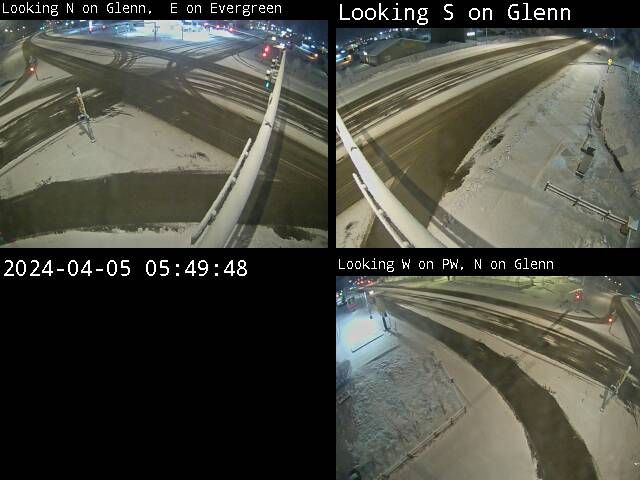 Looking N on Glenn, E on Evergreen
Looking S on Glenn
2024-04-05 05:49:48
Looking W on PW, N on Glenn